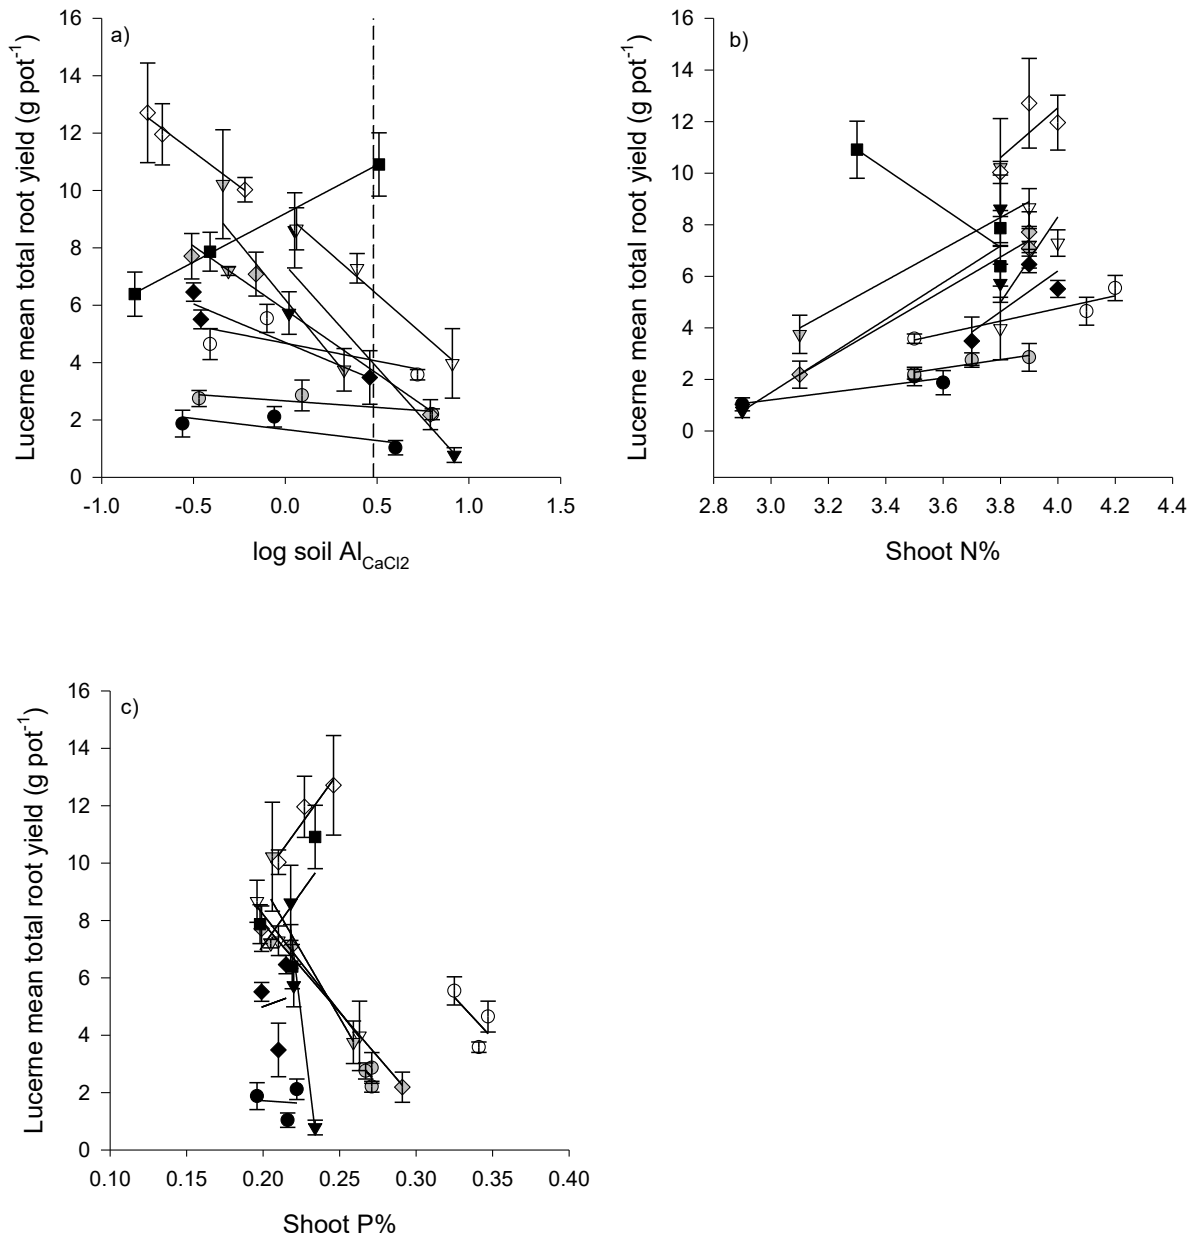 a)
Lucerne mean total root yield (g pot⁻¹)
16
14
12
10
8
6
4
2
0
-1.0 -0.5 0.0 0.5 1.0 1.5
log soil Al_CaCl2
b)
Lucerne mean total root yield (g pot⁻¹)
16
14
12
10
8
6
4
2
0
2.8 3.0 3.2 3.4 3.6 3.8 4.0 4.2 4.4
Shoot N%
c)
Lucerne mean total root yield (g pot⁻¹)
16
14
12
10
8
6
4
2
0
0.10 0.15 0.20 0.25 0.30 0.35 0.40
Shoot P%